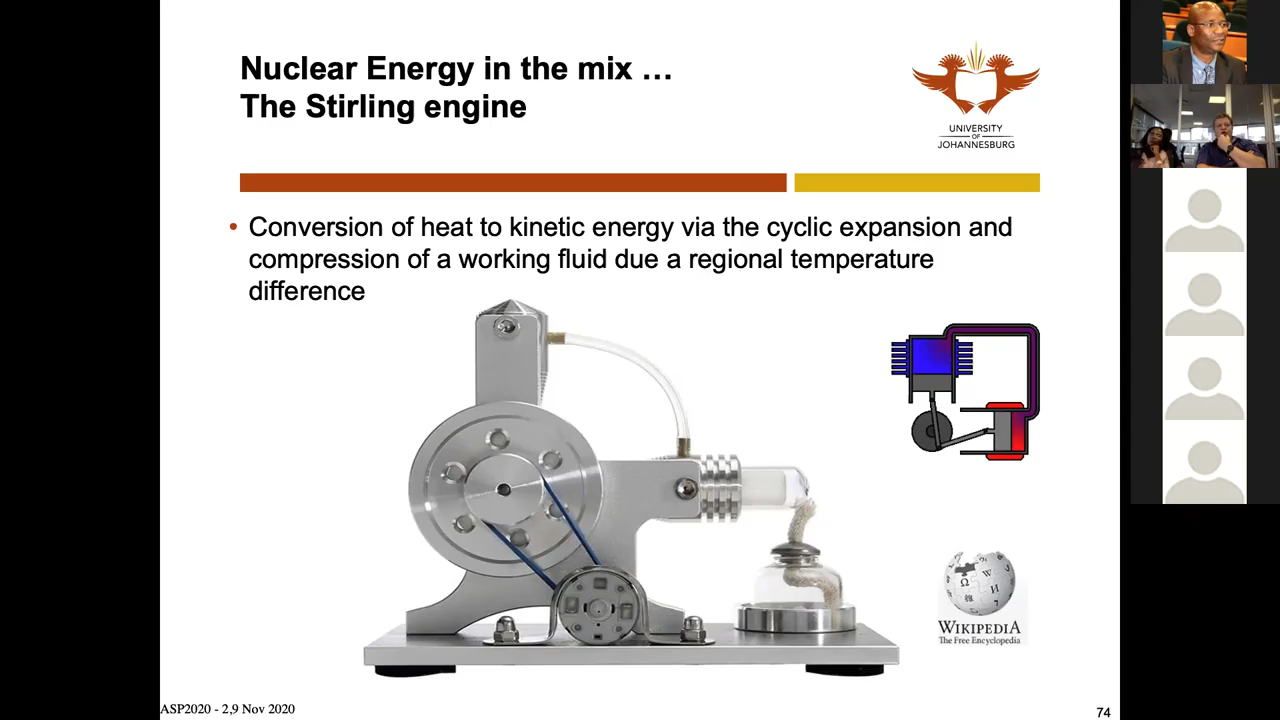 Nuclear Energy in the mix …
The Stirling engine
UNIVERSITY
OF
JOHANNESBURG
• Conversion of heat to kinetic energy via the cyclic expansion and
compression of a working fluid due a regional temperature
difference
WIKIPEDIA
The Free Encyclopedia
ASP2020 - 2,9 Nov 2020
74